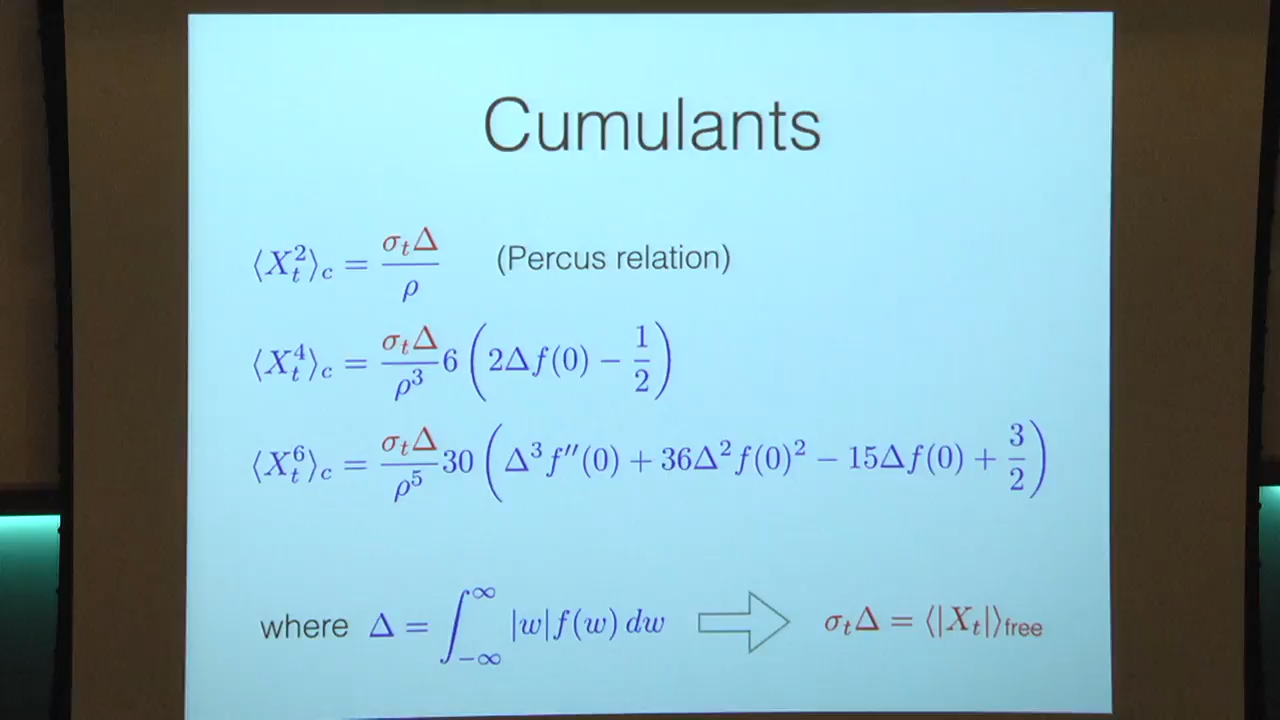 Cumulants
⟨X_t^2⟩_c = σ_tΔ/ρ (Percus relation)
⟨X_t^4⟩_c = σ_tΔ/ρ^3 6 (2Δf(0) − 1/2)
⟨X_t^6⟩_c = σ_tΔ/ρ^5 30 (Δ^3 f″(0) + 36Δ^2 f(0)^2 − 15Δf(0) + 3/2)
where Δ = ∫_{−∞}^{∞} |w|f(w) dw ⇨ σ_tΔ = ⟨|X_t|⟩_free